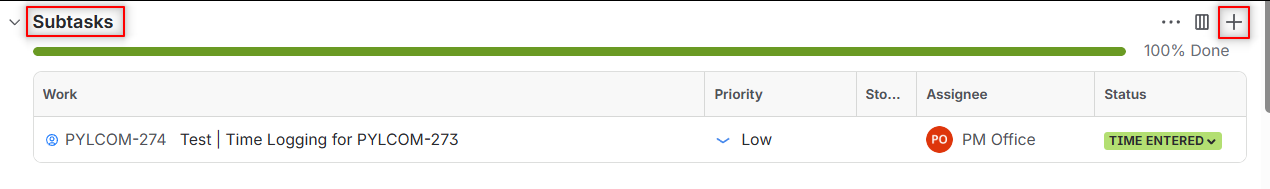 Subtasks
100% Done
Work Priority Sto... Assignee Status
PYLCOM-274 Test | Time Logging for PYLCOM-273 Low PO PM Office TIME ENTERED